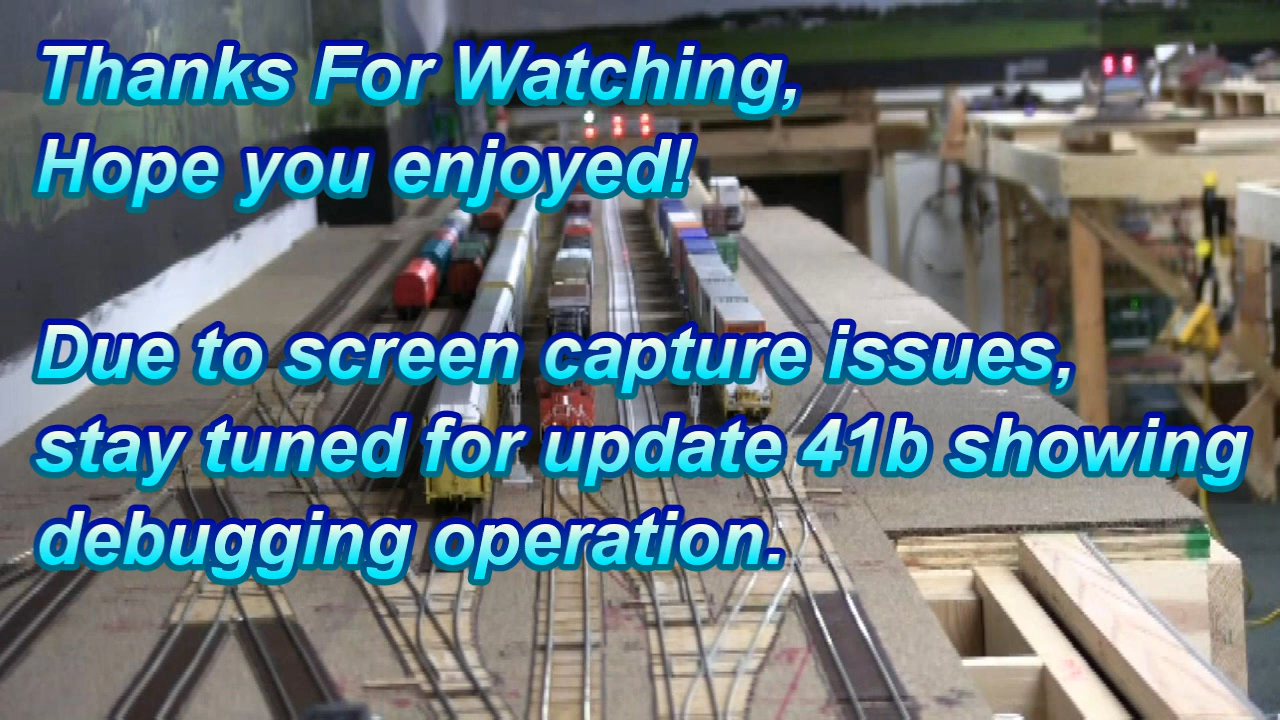 Thanks For Watching,
Hope you enjoyed!
Due to screen capture issues,
stay tuned for update 41b showing
debugging operation.
CN